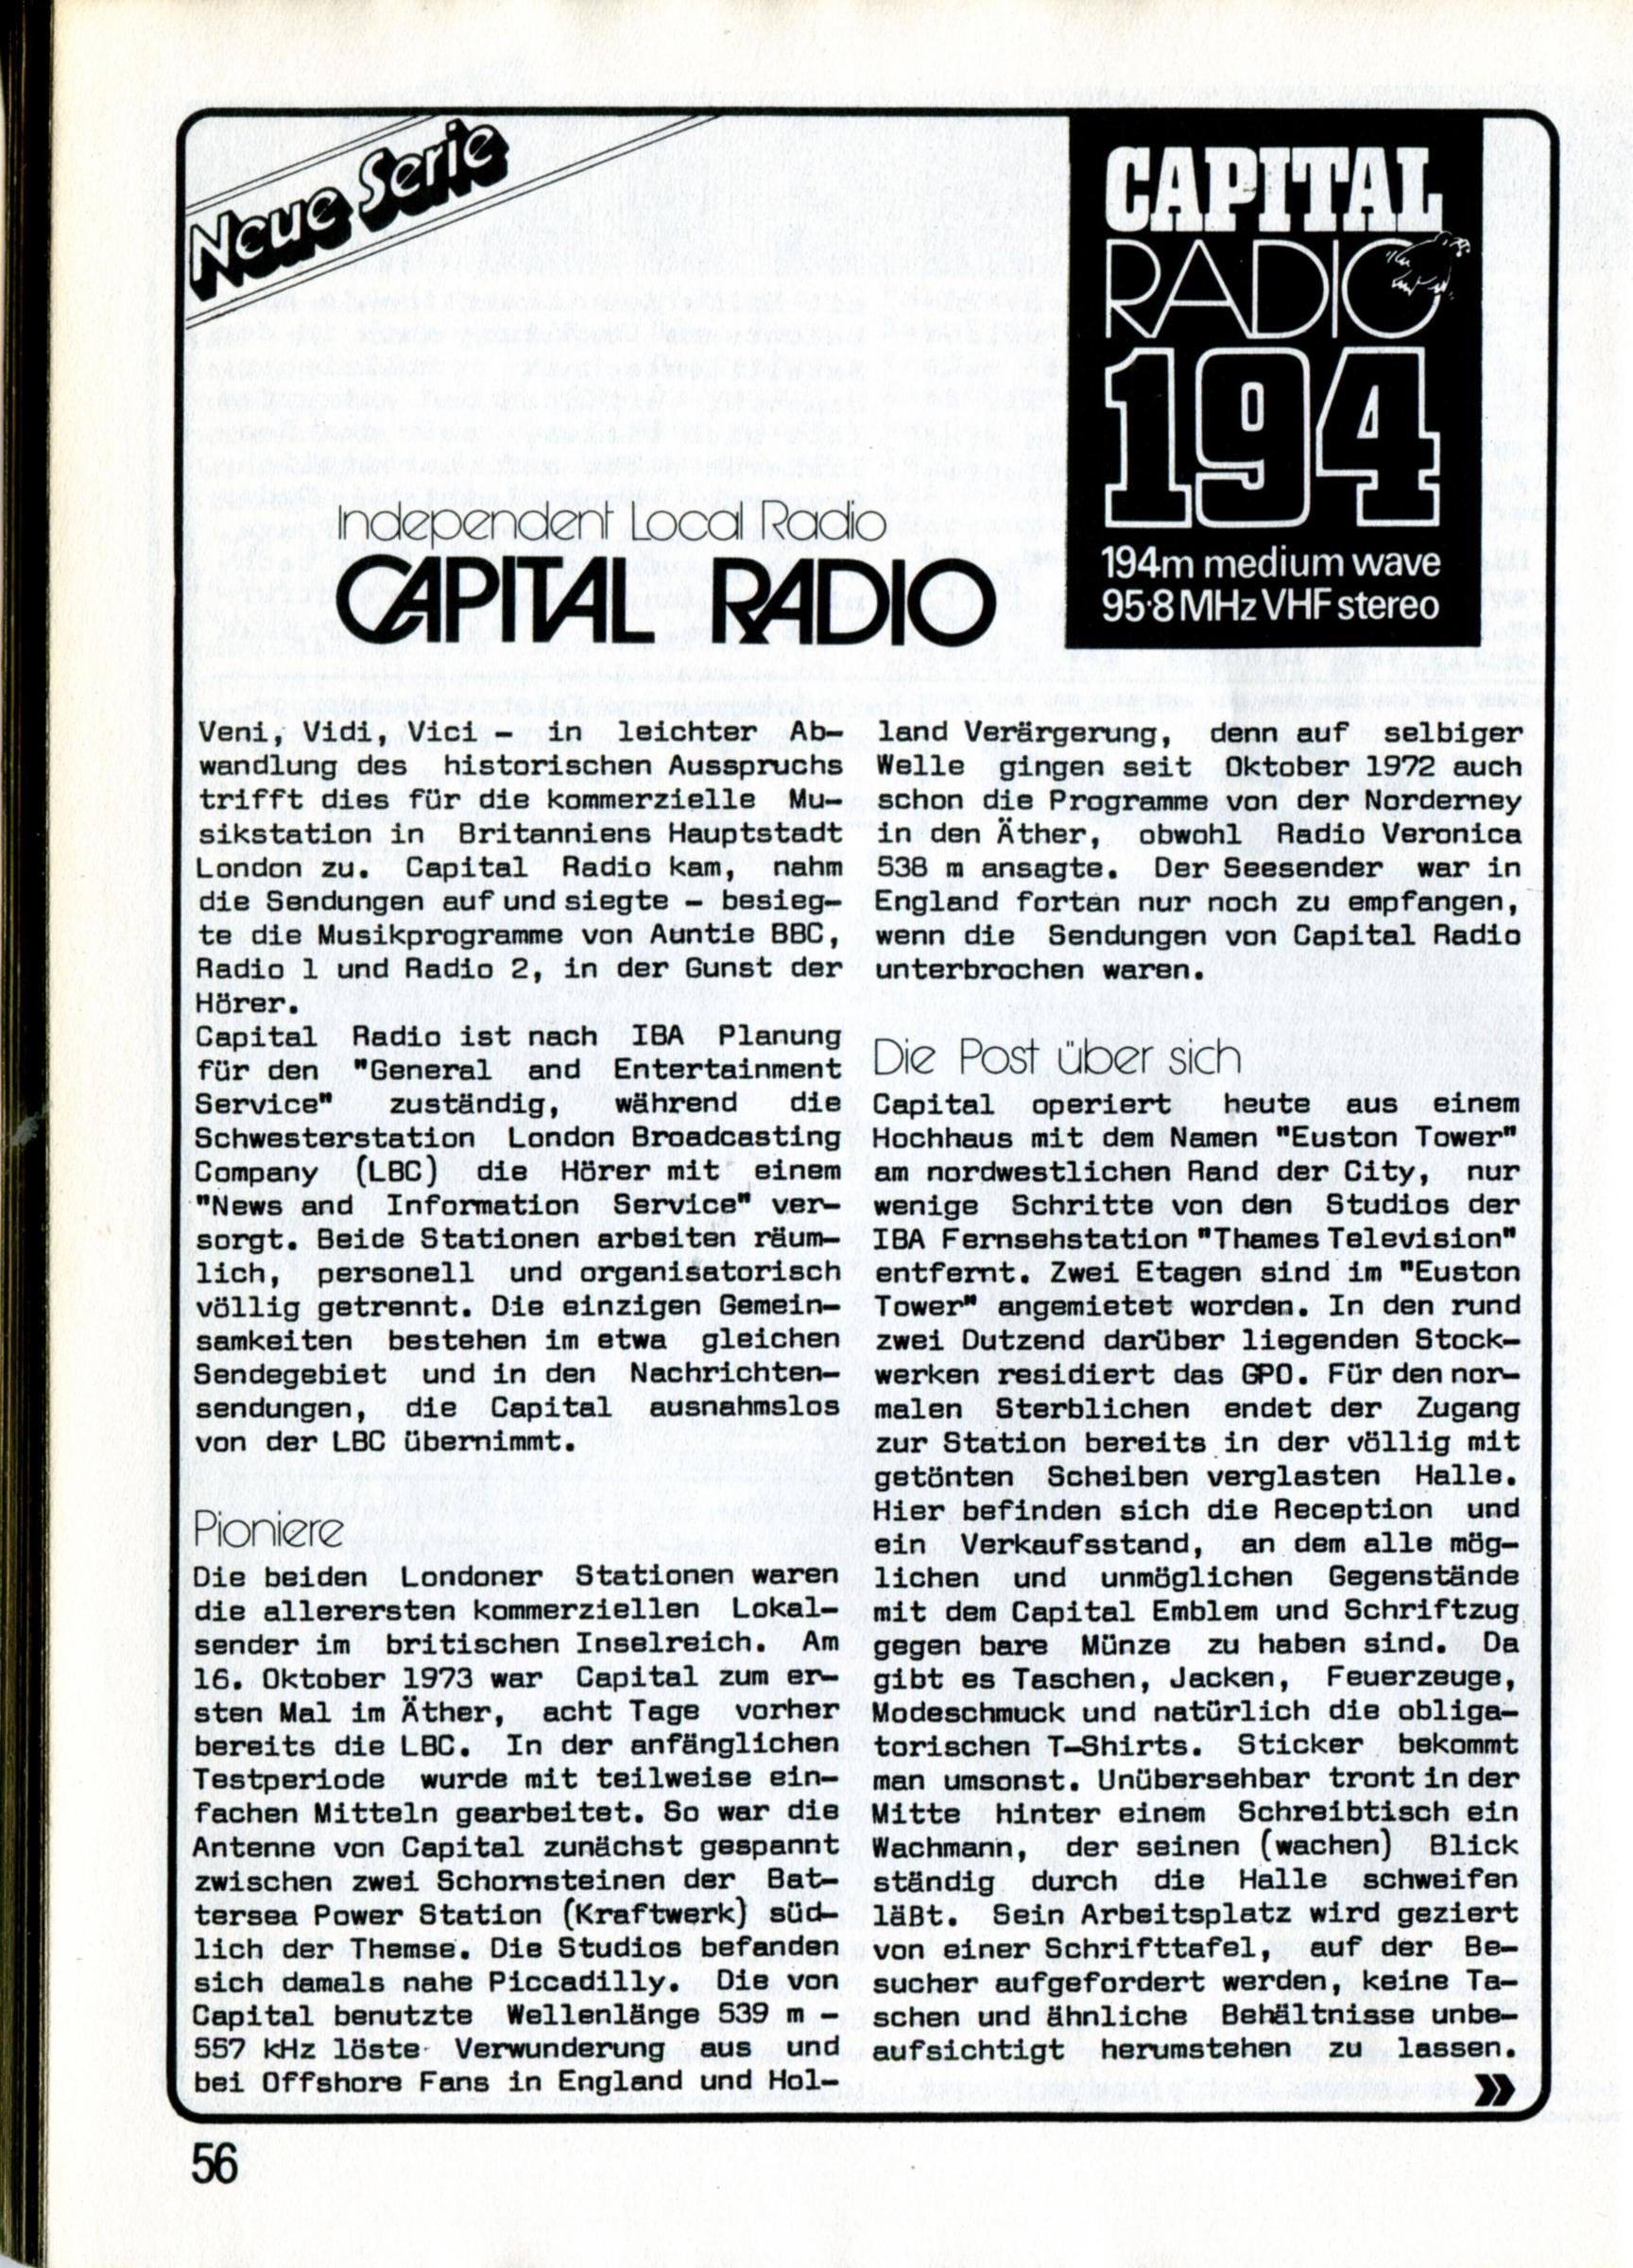 Neue Serie
CAPITAL
RADIO
194
194m medium wave
95·8 MHz VHF stereo
Independent Local Radio
CAPITAL RADIO
Veni, Vidi, Vici – in leichter Ab-
wandlung des historischen Ausspruchs
trifft dies für die kommerzielle Mu-
sikstation in Britanniens Hauptstadt
London zu. Capital Radio kam, nahm
die Sendungen auf und siegte – besieg-
te die Musikprogramme von Auntie BBC,
Radio 1 und Radio 2, in der Gunst der
Hörer.
Capital Radio ist nach IBA Planung
für den "General and Entertainment
Service" zuständig, während die
Schwesterstation London Broadcasting
Company (LBC) die Hörer mit einem
"News and Information Service" ver-
sorgt. Beide Stationen arbeiten räum-
lich, personell und organisatorisch
völlig getrennt. Die einzigen Gemein-
samkeiten bestehen im etwa gleichen
Sendegebiet und in den Nachrichten-
sendungen, die Capital ausnahmslos
von der LBC übernimmt.
Pioniere
Die beiden Londoner Stationen waren
die allerersten kommerziellen Lokal-
sender im britischen Inselreich. Am
16. Oktober 1973 war Capital zum er-
sten Mal im Äther, acht Tage vorher
bereits die LBC. In der anfänglichen
Testperiode wurde mit teilweise ein-
fachen Mitteln gearbeitet. So war die
Antenne von Capital zunächst gespannt
zwischen zwei Schornsteinen der Bat-
tersea Power Station (Kraftwerk) süd-
lich der Themse. Die Studios befanden
sich damals nahe Piccadilly. Die von
Capital benutzte Wellenlänge 539 m –
557 kHz löste Verwunderung aus und
bei Offshore Fans in England und Hol-
land Verärgerung, denn auf selbiger
Welle gingen seit Oktober 1972 auch
schon die Programme von der Norderney
in den Äther, obwohl Radio Veronica
538 m ansagte. Der Seesender war in
England fortan nur noch zu empfangen,
wenn die Sendungen von Capital Radio
unterbrochen waren.
Die Post über sich
Capital operiert heute aus einem
Hochhaus mit dem Namen "Euston Tower"
am nordwestlichen Rand der City, nur
wenige Schritte von den Studios der
IBA Fernsehstation "Thames Television"
entfernt. Zwei Etagen sind im "Euston
Tower" angemietet worden. In den rund
zwei Dutzend darüber liegenden Stock-
werken residiert das GPO. Für den nor-
malen Sterblichen endet der Zugang
zur Station bereits in der völlig mit
getönten Scheiben verglasten Halle.
Hier befinden sich die Reception und
ein Verkaufsstand, an dem alle mög-
lichen und unmöglichen Gegenstände
mit dem Capital Emblem und Schriftzug
gegen bare Münze zu haben sind. Da
gibt es Taschen, Jacken, Feuerzeuge,
Modeschmuck und natürlich die obliga-
torischen T-Shirts. Sticker bekommt
man umsonst. Unübersehbar tront in der
Mitte hinter einem Schreibtisch ein
Wachmann, der seinen (wachen) Blick
ständig durch die Halle schweifen
läßt. Sein Arbeitsplatz wird geziert
von einer Schrifttafel, auf der Be-
sucher aufgefordert werden, keine Ta-
schen und ähnliche Behältnisse unbe-
aufsichtigt herumstehen zu lassen.
»
56